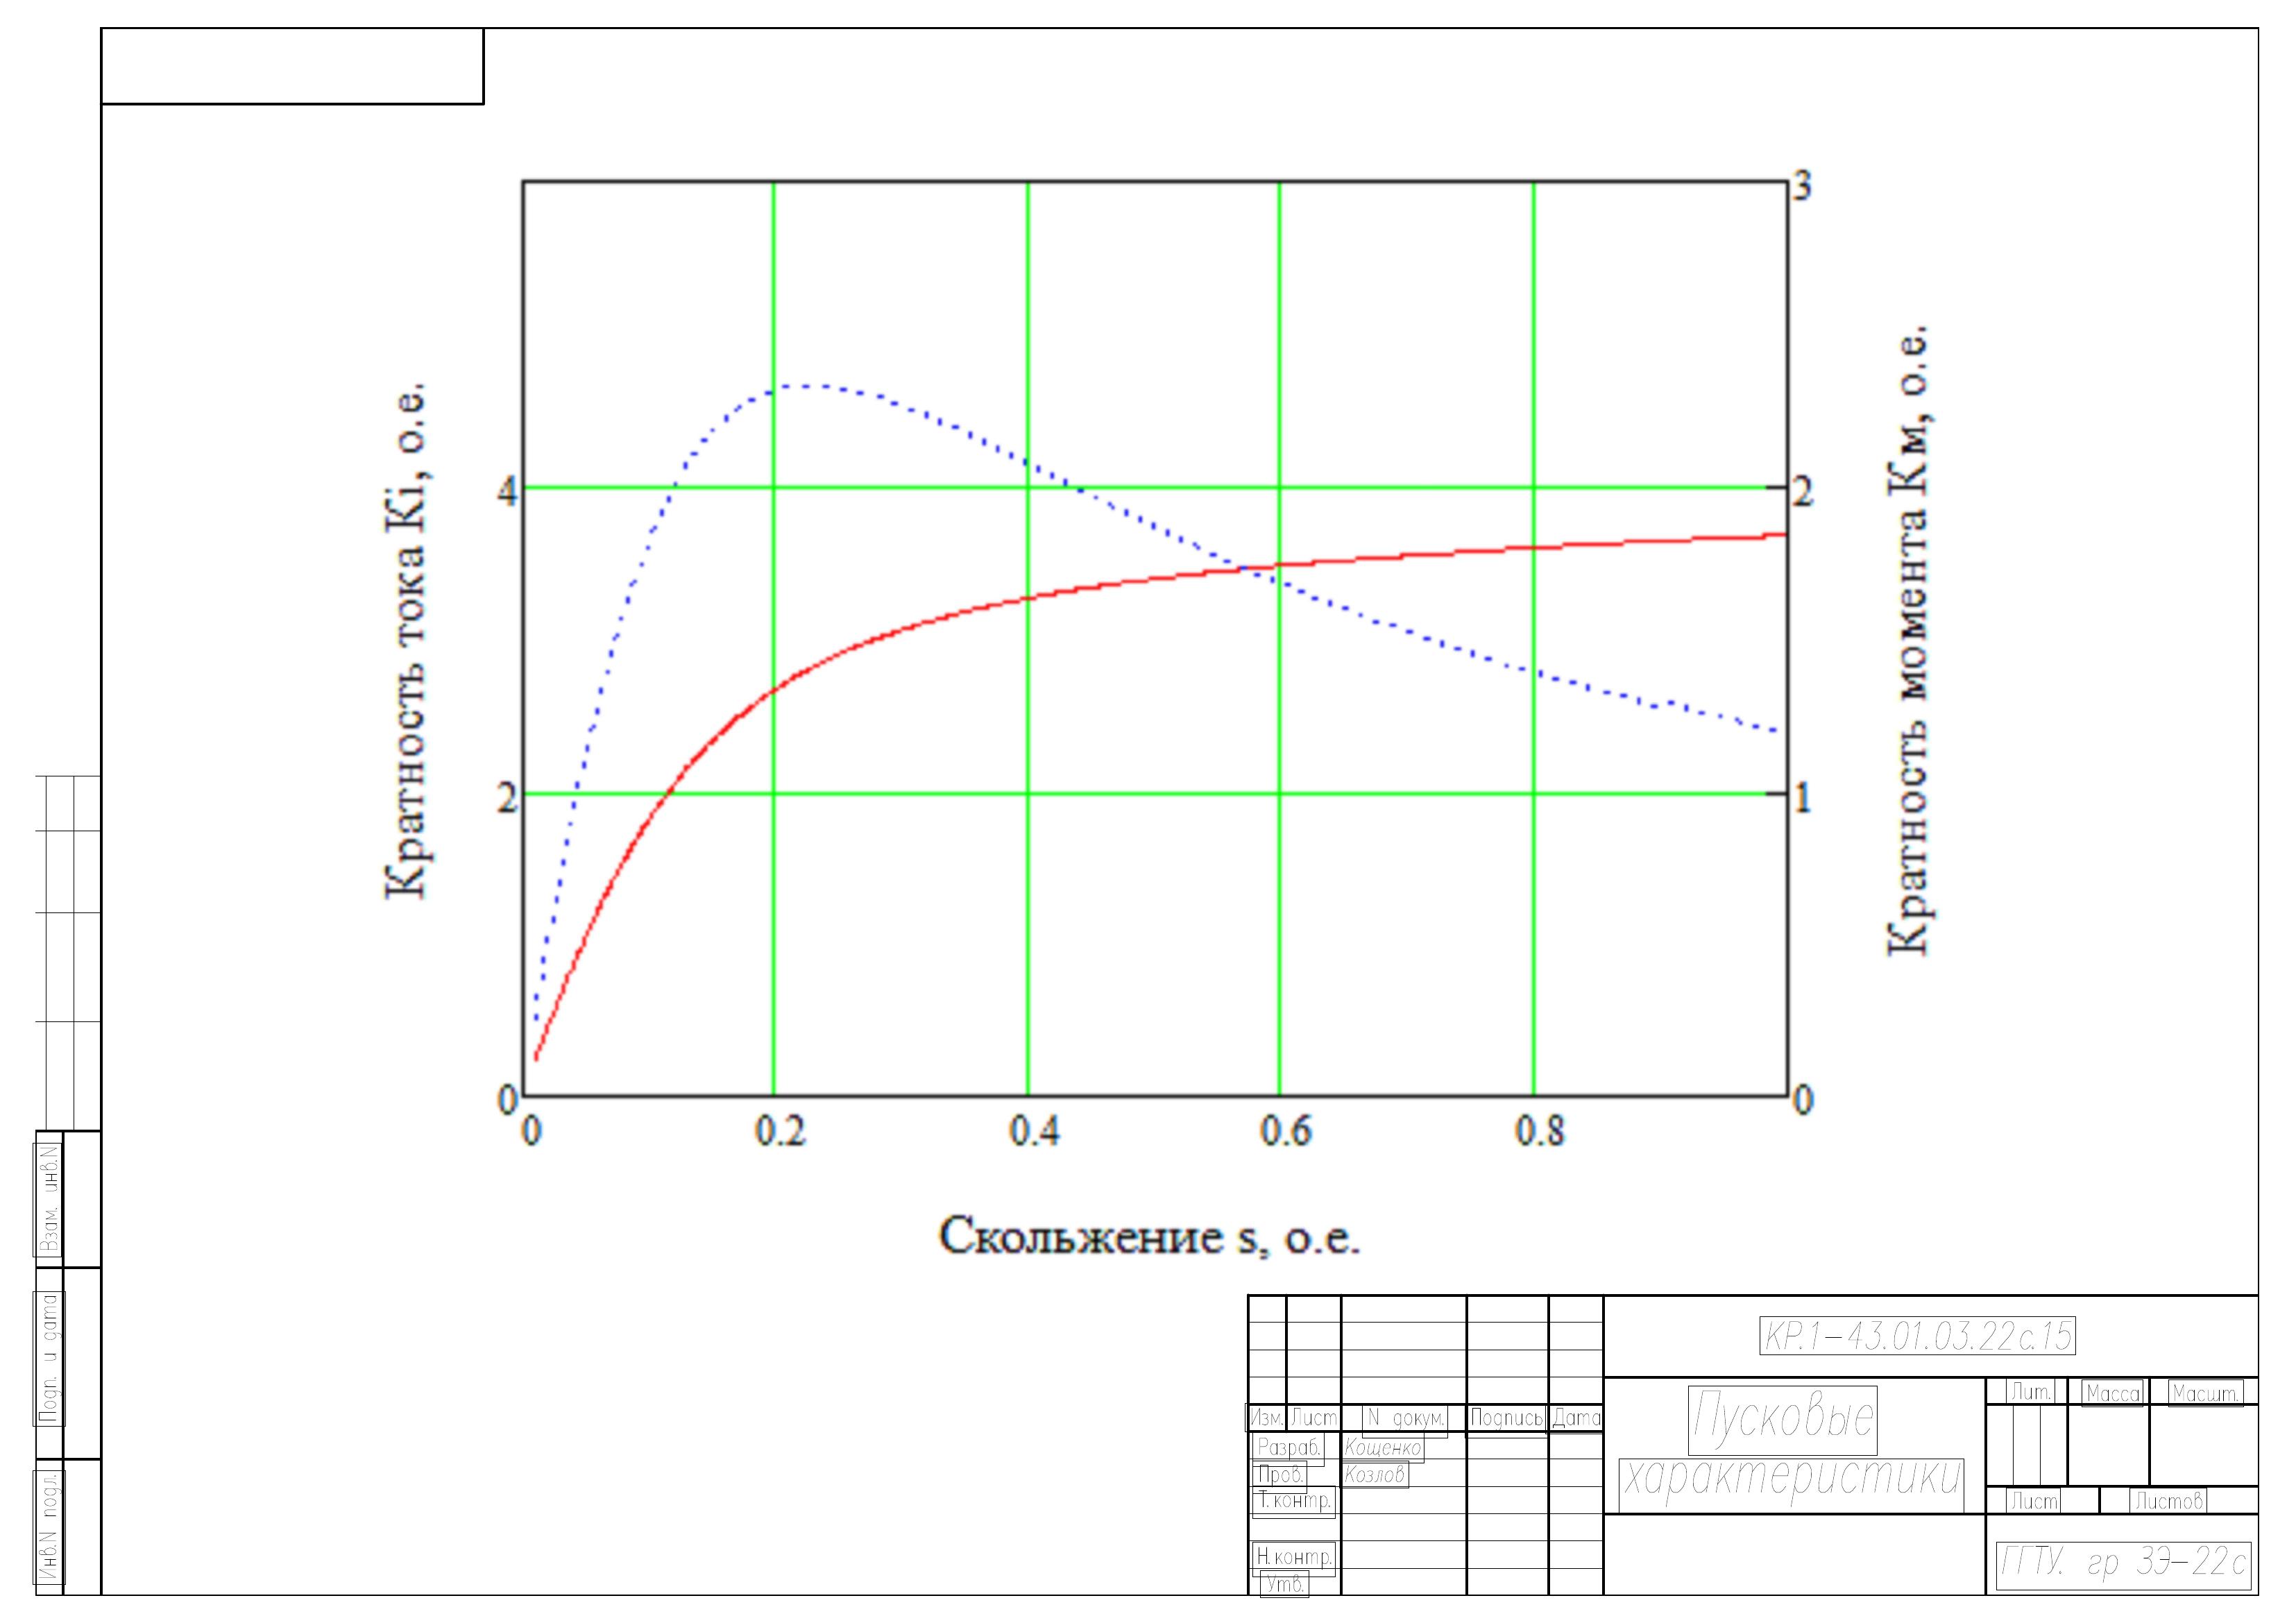 3
4
2
2
1
0
0
0
0.2
0.4
0.6
0.8
Кратность тока Ki, о.е.
Кратность момента Км, о.е.
Скольжение s, о.е.
Взам. инв.N
Подп. и дата
Инв.N подл.
КР.1-43.01.03.22с.15
Пусковые
характеристики
Лит.
Масса
Масшт.
Изм.
Лист
N докум.
Подпись
Дата
Разраб.
Кощенко
Пров.
Козлов
Т. контр.
Лист
Листов
Н. контр.
Утв.
ГГТУ. гр ЗЭ-22с